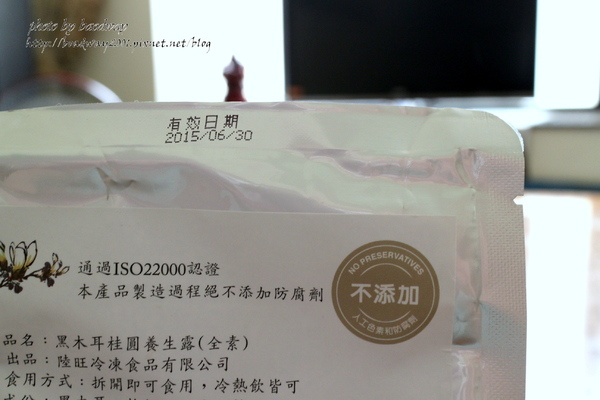 photo by baedway
有效日期
2015/06/30
通過ISO22000認證
本產品製造過程絕不添加防腐劑
NO PRESERVATIVES
不添加
人工色素和防腐劑
品名：黑木耳桂圓養生露(全素)
出品：陸旺冷凍食品有限公司
食用方式：拆開即可食用，冷熱飲皆可